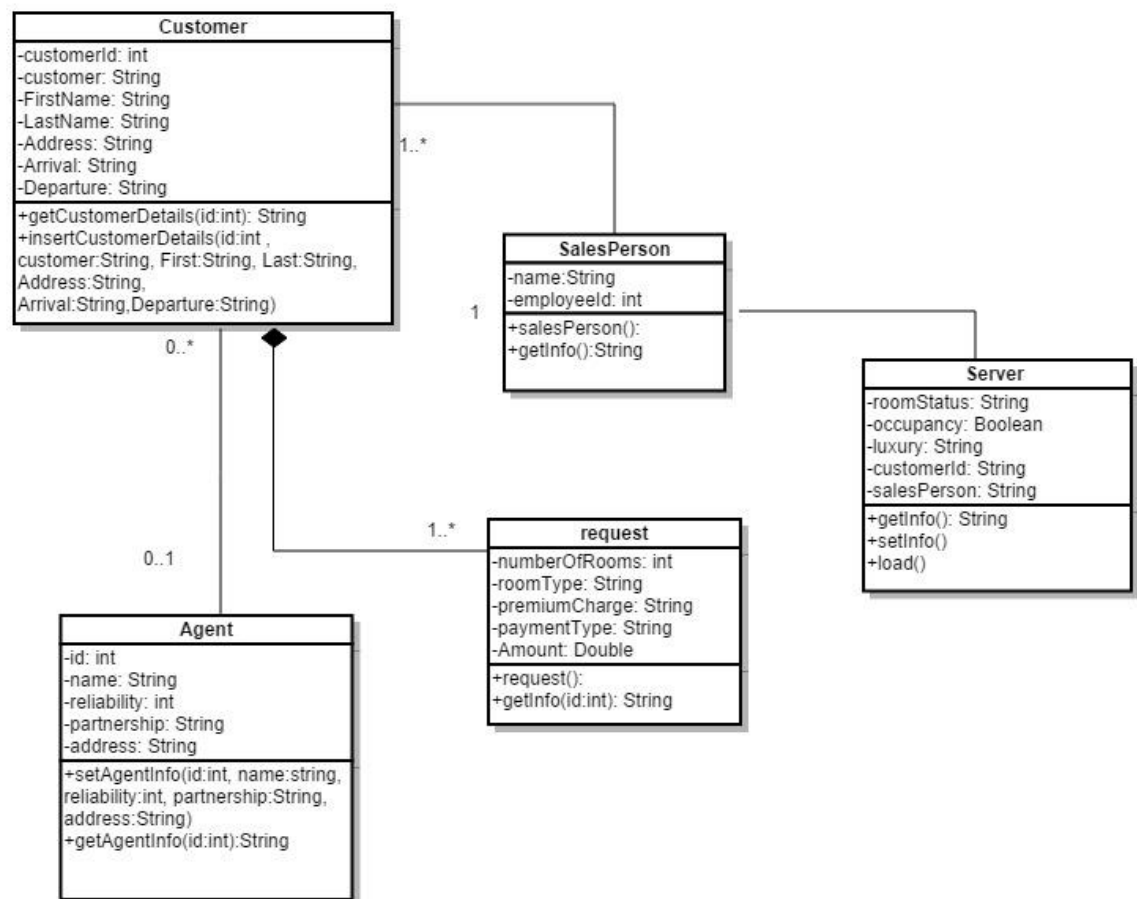 Customer
-customerId: int
-customer: String
-FirstName: String
-LastName: String
-Address: String
-Arrival: String
-Departure: String
+getCustomerDetails(id:int): String
+insertCustomerDetails(id:int ,
customer:String, First:String, Last:String,
Address:String,
Arrival:String,Departure:String)
1..*
SalesPerson
-name:String
-employeeId: int
+salesPerson():
+getInfo():String
1
0..*
Server
-roomStatus: String
-occupancy: Boolean
-luxury: String
-customerId: String
-salesPerson: String
+getInfo(): String
+setInfo()
+load()
1..*
request
-numberOfRooms: int
-roomType: String
-premiumCharge: String
-paymentType: String
-Amount: Double
+request():
+getInfo(id:int): String
0..1
Agent
-id: int
-name: String
-reliability: int
-partnership: String
-address: String
+setAgentInfo(id:int, name:string,
reliability:int, partnership:String,
address:String)
+getAgentInfo(id:int):String